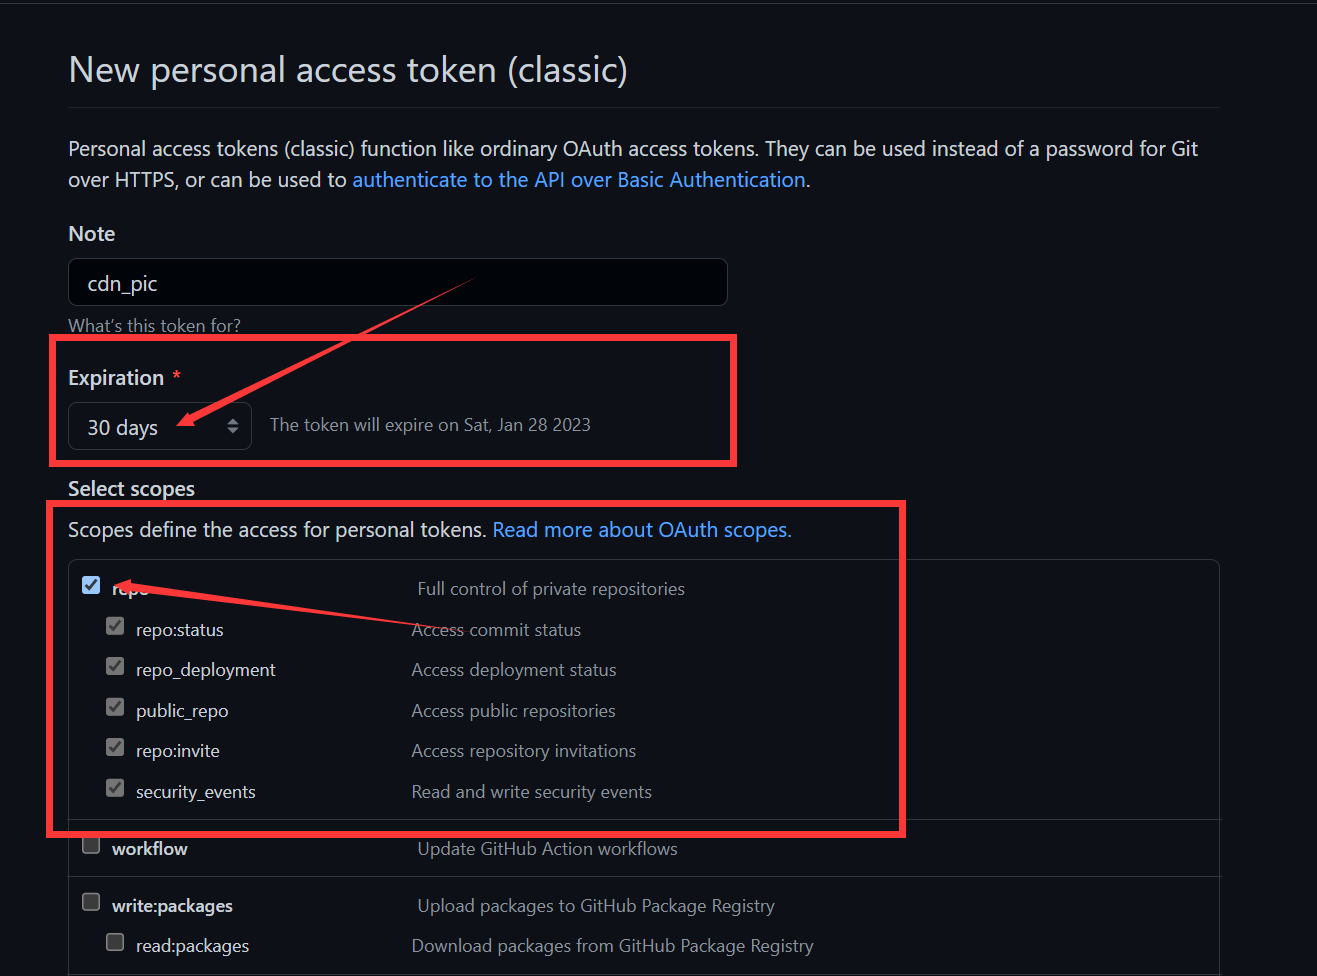 New personal access token (classic)
Personal access tokens (classic) function like ordinary OAuth access tokens. They can be used instead of a password for Git
over HTTPS, or can be used to authenticate to the API over Basic Authentication.
Note
cdn_pic
What's this token for?
Expiration *
30 days The token will expire on Sat, Jan 28 2023
Select scopes
Scopes define the access for personal tokens. Read more about OAuth scopes.
repo Full control of private repositories
repo:status Access commit status
repo_deployment Access deployment status
public_repo Access public repositories
repo:invite Access repository invitations
security_events Read and write security events
workflow Update GitHub Action workflows
write:packages Upload packages to GitHub Package Registry
read:packages Download packages from GitHub Package Registry